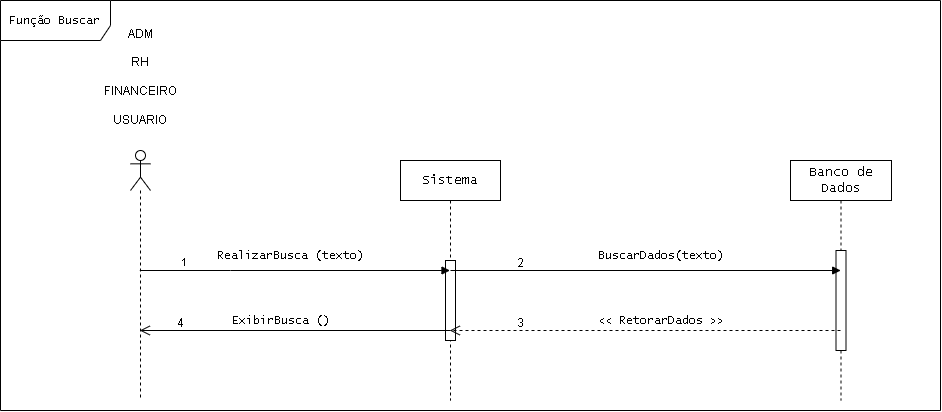 Função Buscar
ADM
RH
FINANCEIRO
USUARIO
Sistema
Banco de
Dados
1 RealizarBusca (texto)
2 BuscarDados(texto)
4 ExibirBusca ()
3 << RetorarDados >>